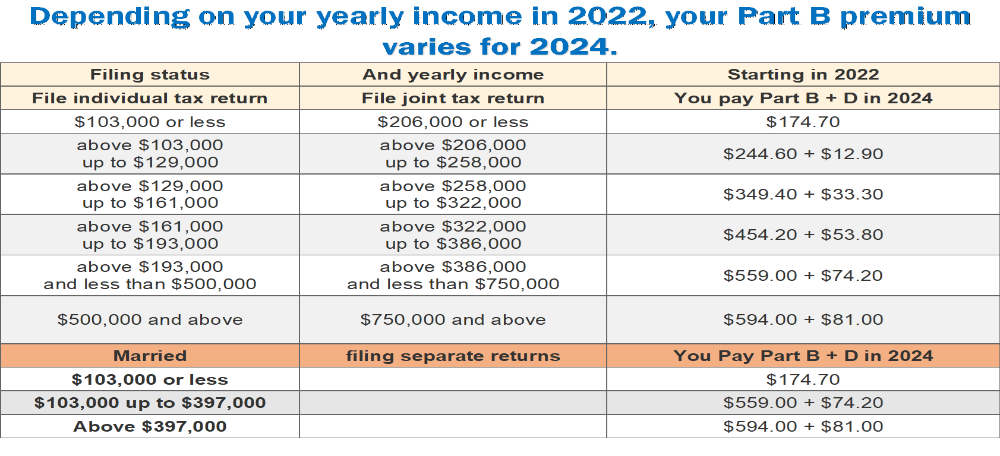 Depending on your yearly income in 2022, your Part B premium
varies for 2024.
Filing status And yearly income Starting in 2022
File individual tax return File joint tax return You pay Part B + D in 2024
$103,000 or less $206,000 or less $174.70
above $103,000 above $206,000
up to $129,000 up to $258,000 $244.60 + $12.90
above $129,000 above $258,000
up to $161,000 up to $322,000 $349.40 + $33.30
above $161,000 above $322,000
up to $193,000 up to $386,000 $454.20 + $53.80
above $193,000 above $386,000
and less than $500,000 and less than $750,000 $559.00 + $74.20
$500,000 and above $750,000 and above $594.00 + $81.00
Married filing separate returns You Pay Part B + D in 2024
$103,000 or less $174.70
$103,000 up to $397,000 $559.00 + $74.20
Above $397,000 $594.00 + $81.00